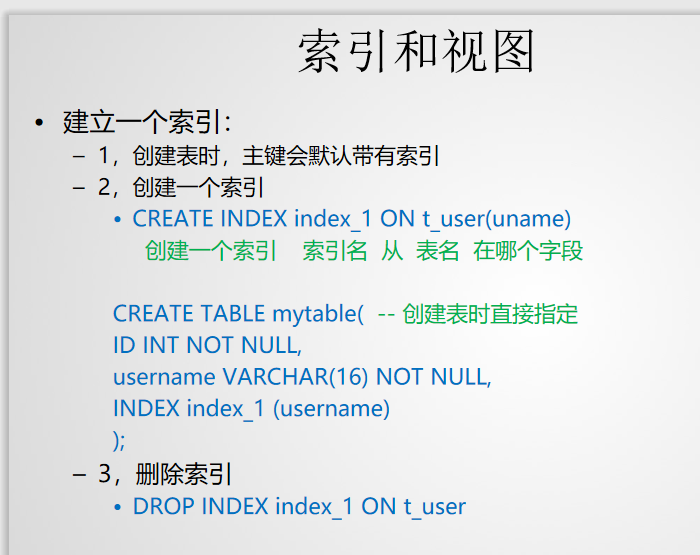 索引和视图
• 建立一个索引：
– 1，创建表时，主键会默认带有索引
– 2，创建一个索引
• CREATE INDEX index_1 ON t_user(uname)
创建一个索引 索引名 从 表名 在哪个字段
CREATE TABLE mytable( -- 创建表时直接指定
ID INT NOT NULL,
username VARCHAR(16) NOT NULL,
INDEX index_1 (username)
);
– 3，删除索引
• DROP INDEX index_1 ON t_user